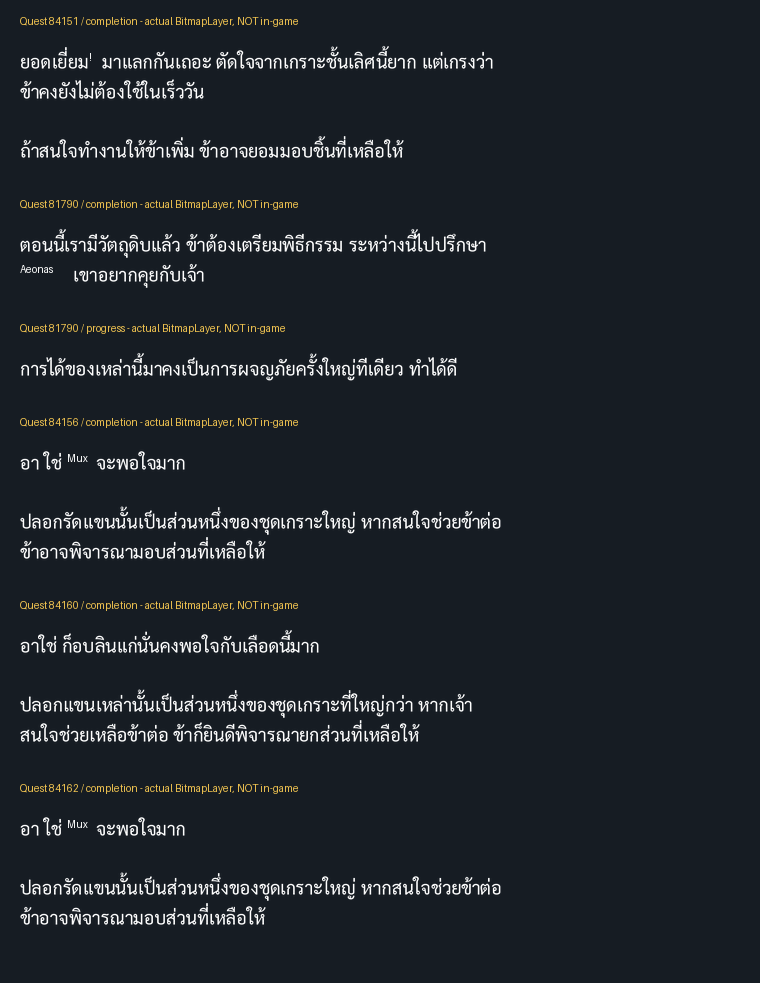 Quest 84151 / completion - actual BitmapLayer, NOT in-game
ยอดเยี่ยม! มาแลกกันเถอะ ตัดใจจากเกราะชั้นเลิศนี้ยาก แต่เกรงว่า
ข้าคงยังไม่ต้องใช้ในเร็ววัน
ถ้าสนใจทำงานให้ข้าเพิ่ม ข้าอาจยอมมอบชิ้นที่เหลือให้
Quest 81790 / completion - actual BitmapLayer, NOT in-game
ตอนนี้เรามีวัตถุดิบแล้ว ข้าต้องเตรียมพิธีกรรม ระหว่างนี้ไปปรึกษา
Aeonas เขาอยากคุยกับเจ้า
Quest 81790 / progress - actual BitmapLayer, NOT in-game
การได้ของเหล่านี้มาคงเป็นการผจญภัยครั้งใหญ่ทีเดียว ทำได้ดี
Quest 84156 / completion - actual BitmapLayer, NOT in-game
อา ใช่ Mux จะพอใจมาก
ปลอกรัดแขนนั้นเป็นส่วนหนึ่งของชุดเกราะใหญ่ หากสนใจช่วยข้าต่อ
ข้าอาจพิจารณามอบส่วนที่เหลือให้
Quest 84160 / completion - actual BitmapLayer, NOT in-game
อาใช่ ก็อบลินแก่นั่นคงพอใจกับเลือดนี้มาก
ปลอกแขนเหล่านั้นเป็นส่วนหนึ่งของชุดเกราะที่ใหญ่กว่า หากเจ้า
สนใจช่วยเหลือข้าต่อ ข้าก็ยินดีพิจารณายกส่วนที่เหลือให้
Quest 84162 / completion - actual BitmapLayer, NOT in-game
อา ใช่ Mux จะพอใจมาก
ปลอกรัดแขนนั้นเป็นส่วนหนึ่งของชุดเกราะใหญ่ หากสนใจช่วยข้าต่อ
ข้าอาจพิจารณามอบส่วนที่เหลือให้